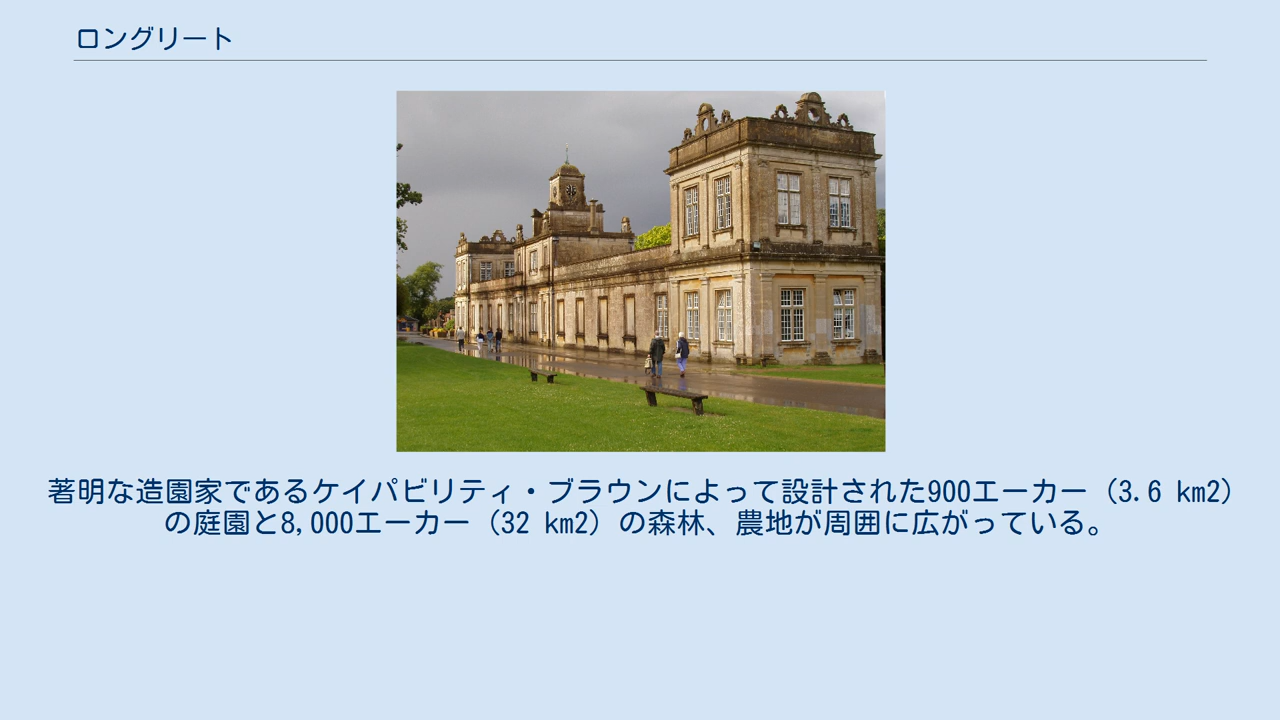 ロングリート
著明な造園家であるケイパビリティ・ブラウンによって設計された900エーカー（3.6 km2）
の庭園と8,000エーカー（32 km2）の森林、農地が周囲に広がっている。